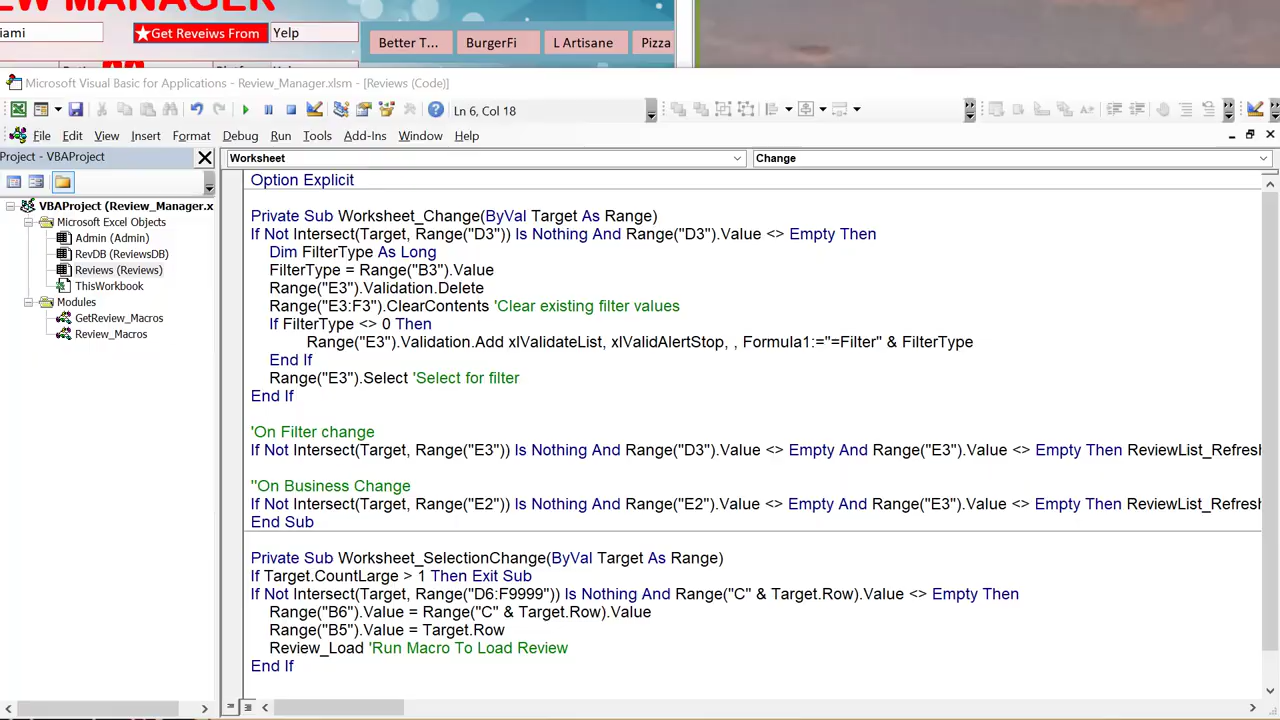 EW MANAGER
iami
★Get Reveiws From
Yelp
Better T...
BurgerFi
L Artisane
Pizza
Microsoft Visual Basic for Applications - Review_Manager.xlsm - [Reviews (Code)]
Ln 6, Col 18
File Edit View Insert Format Debug Run Tools Add-Ins Window Help
Project - VBAProject
Worksheet
Change
VBAProject (Review_Manager.x
Microsoft Excel Objects
Admin (Admin)
RevDB (ReviewsDB)
Reviews (Reviews)
ThisWorkbook
Modules
GetReview_Macros
Review_Macros
Option Explicit
Private Sub Worksheet_Change(ByVal Target As Range)
If Not Intersect(Target, Range("D3")) Is Nothing And Range("D3").Value <> Empty Then
Dim FilterType As Long
FilterType = Range("B3").Value
Range("E3").Validation.Delete
Range("E3:F3").ClearContents 'Clear existing filter values
If FilterType <> 0 Then
Range("E3").Validation.Add xlValidateList, xlValidAlertStop, , Formula1:="=Filter" & FilterType
End If
Range("E3").Select 'Select for filter
End If
'On Filter change
If Not Intersect(Target, Range("E3")) Is Nothing And Range("D3").Value <> Empty And Range("E3").Value <> Empty Then ReviewList_Refresh
''On Business Change
If Not Intersect(Target, Range("E2")) Is Nothing And Range("E2").Value <> Empty And Range("E3").Value <> Empty Then ReviewList_Refresh
End Sub
Private Sub Worksheet_SelectionChange(ByVal Target As Range)
If Target.CountLarge > 1 Then Exit Sub
If Not Intersect(Target, Range("D6:F9999")) Is Nothing And Range("C" & Target.Row).Value <> Empty Then
Range("B6").Value = Range("C" & Target.Row).Value
Range("B5").Value = Target.Row
Review_Load 'Run Macro To Load Review
End If